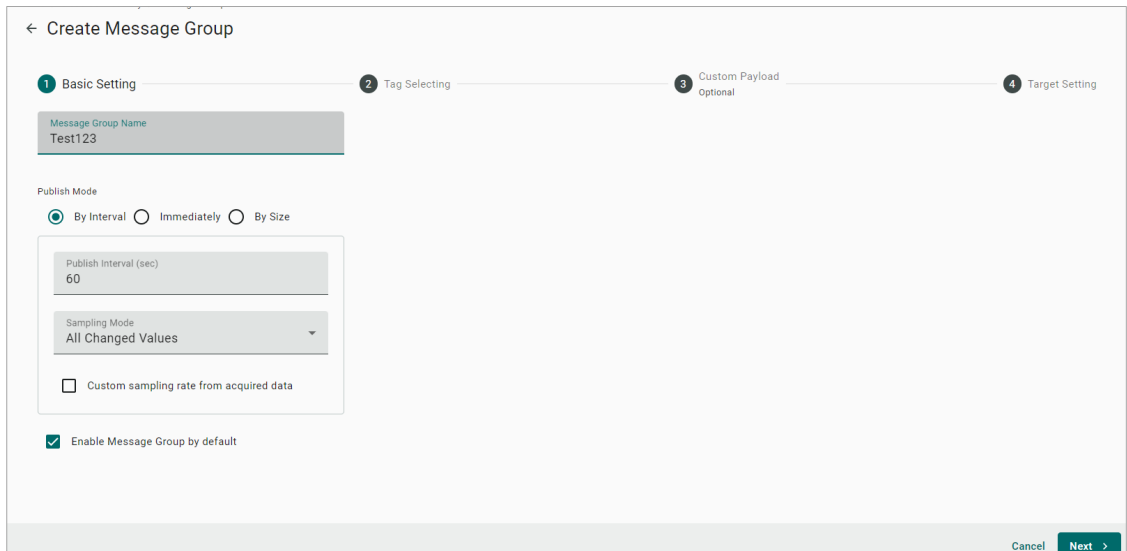 Create Message Group
1 Basic Setting
2 Tag Selecting
3 Custom Payload
Optional
4 Target Setting
Message Group Name
Test123
Publish Mode
By Interval Immediately By Size
Publish Interval (sec)
60
Sampling Mode
All Changed Values
Custom sampling rate from acquired data
Enable Message Group by default
Cancel Next